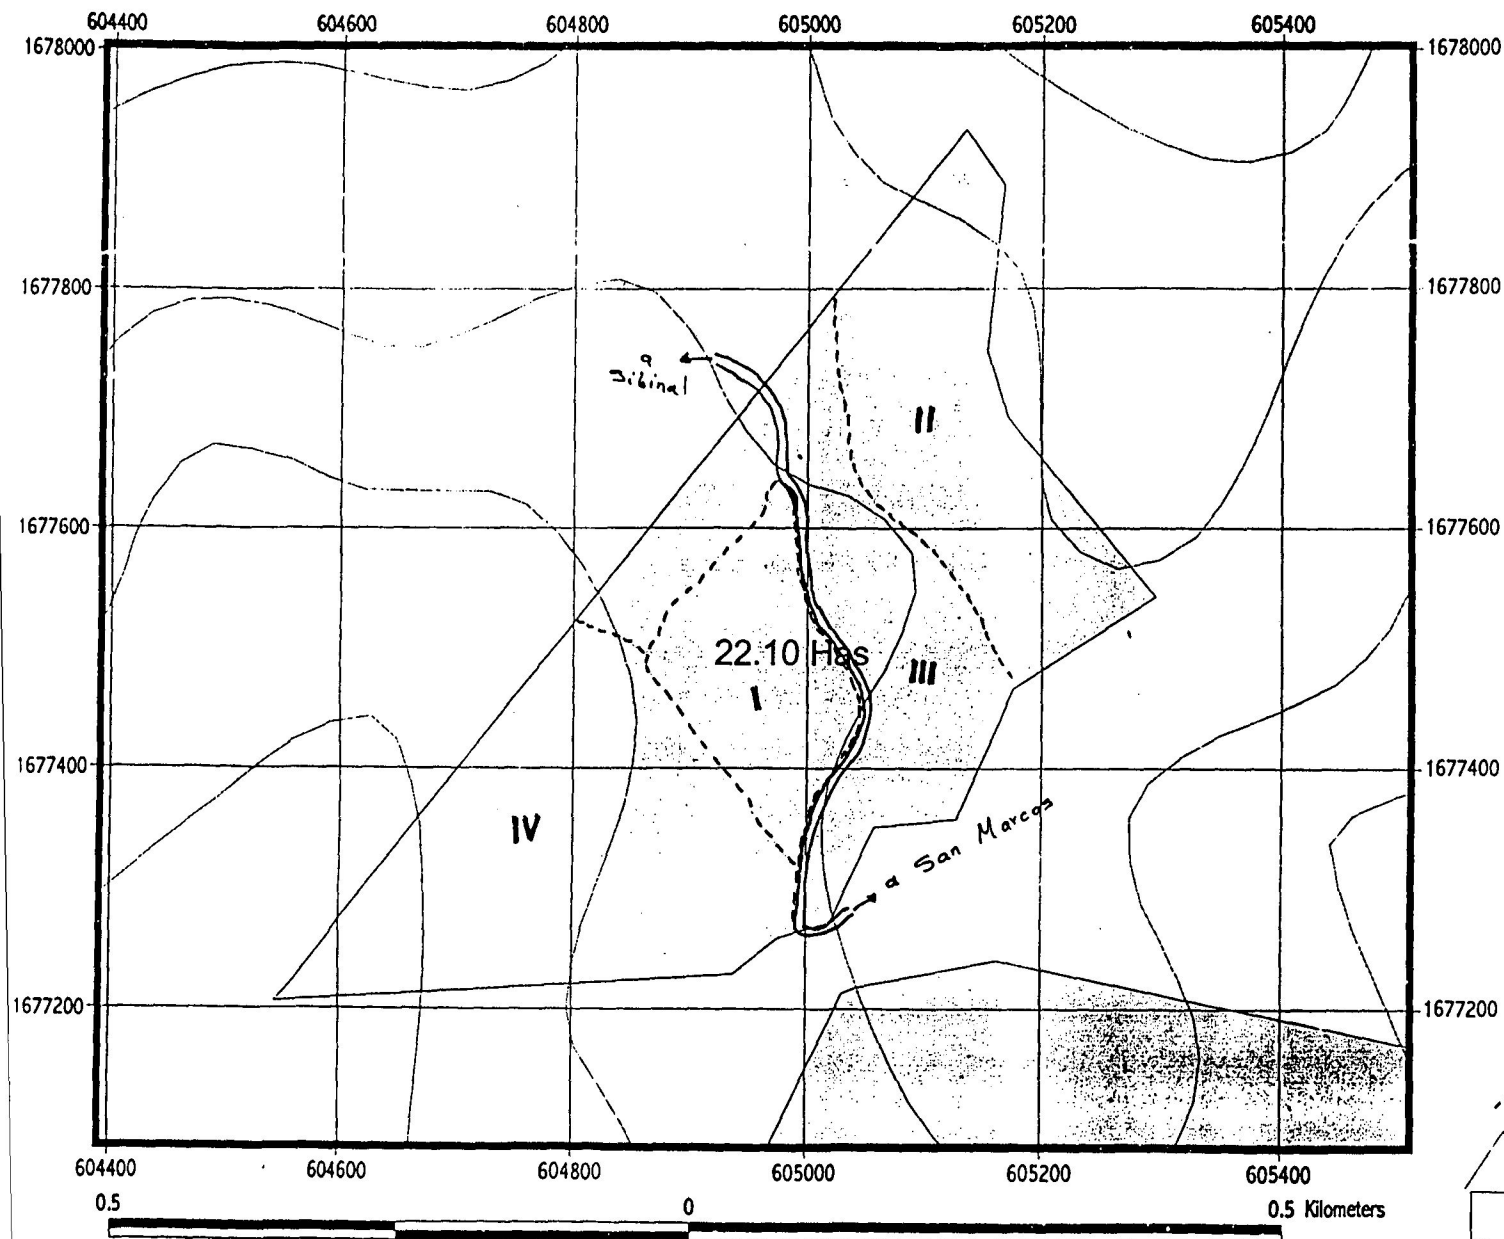 604400 604600 604800 605000 605200 605400
1678000 1678000
1677800 1677800
a
Sibinal
II
1677600 1677600
22.10 Has
III
I
1677400 1677400
IV
a San Marcos
1677200 1677200
604400 604600 604800 605000 605200 605400
0.5 0 0.5 Kilometers